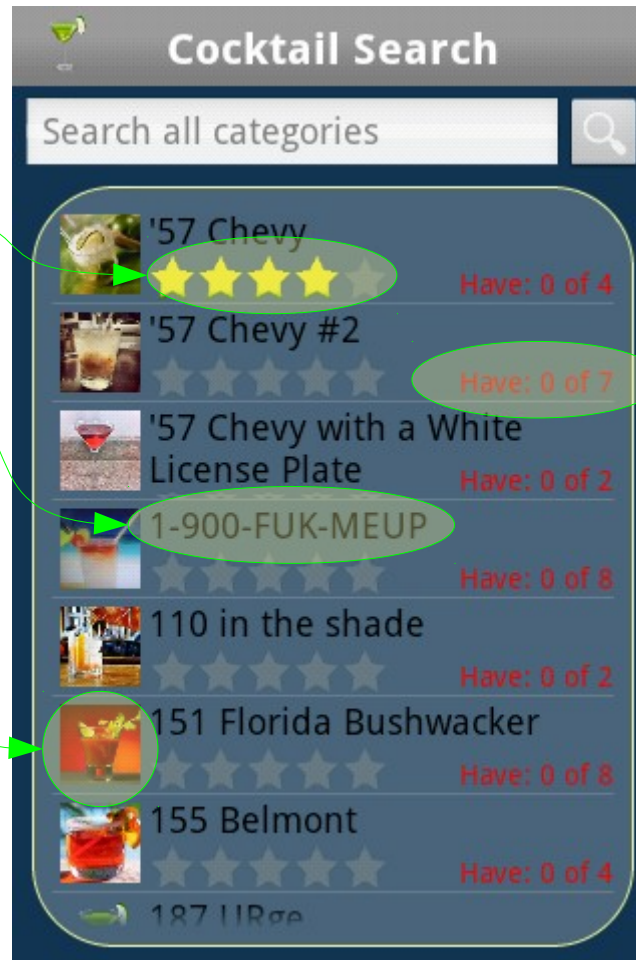 Cocktail Search
Search all categories
'57 Chevy
Have: 0 of 4
'57 Chevy #2
Have: 0 of 7
'57 Chevy with a White
License Plate
Have: 0 of 2
1-900-FUK-MEUP
Have: 0 of 8
110 in the shade
Have: 0 of 2
151 Florida Bushwacker
Have: 0 of 8
155 Belmont
Have: 0 of 4
187 URge